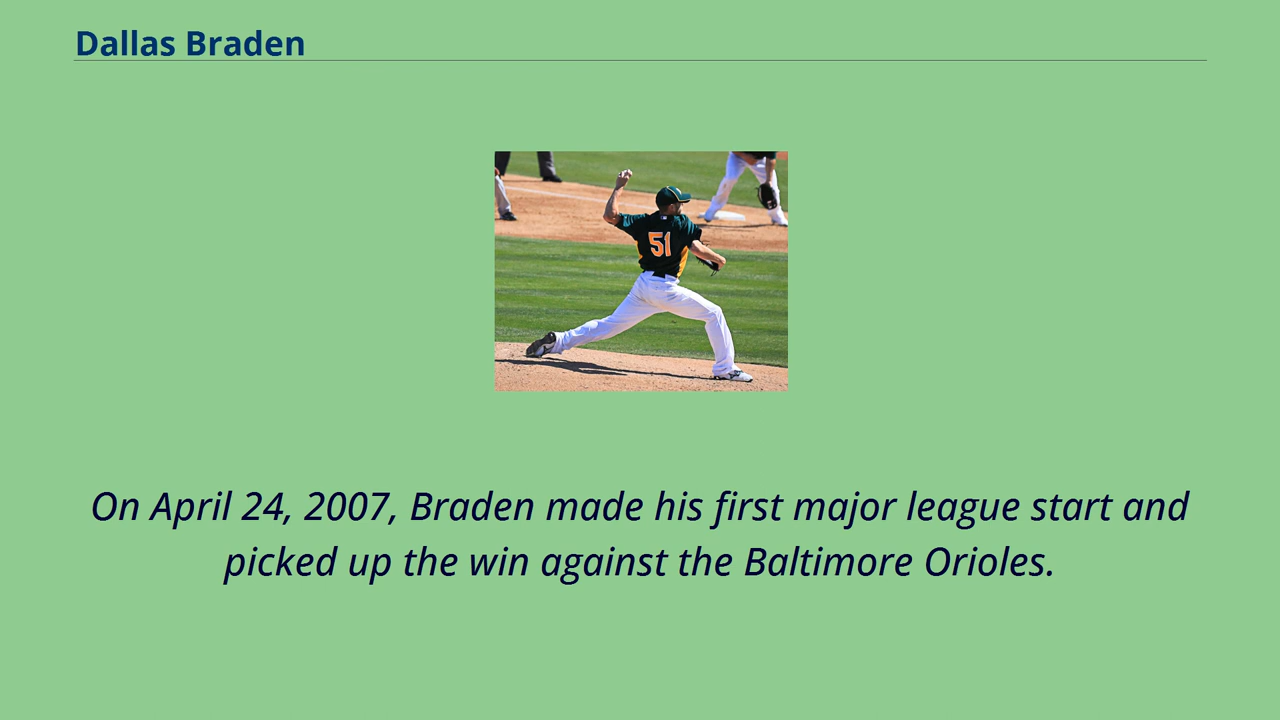 Dallas Braden
51
On April 24, 2007, Braden made his first major league start and
picked up the win against the Baltimore Orioles.